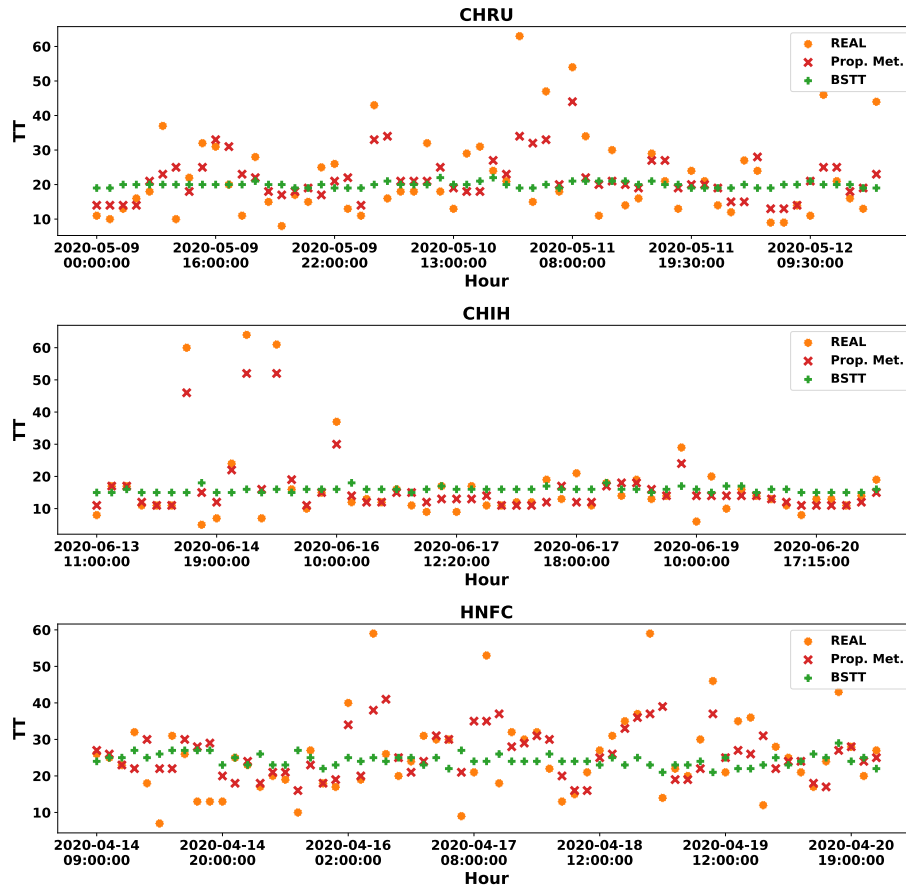 CHRU
60
50
40
30
20
10
TT
REAL
Prop. Met.
BSTT
2020-05-09 2020-05-09 2020-05-09 2020-05-10 2020-05-11 2020-05-11 2020-05-12
00:00:00 16:00:00 22:00:00 13:00:00 08:00:00 19:30:00 09:30:00
Hour
CHIH
60
50
40
30
20
10
TT
REAL
Prop. Met.
BSTT
2020-06-13 2020-06-14 2020-06-16 2020-06-17 2020-06-17 2020-06-19 2020-06-20
11:00:00 19:00:00 10:00:00 12:20:00 18:00:00 10:00:00 17:15:00
Hour
HNFC
60
50
40
30
20
10
TT
REAL
Prop. Met.
BSTT
2020-04-14 2020-04-14 2020-04-16 2020-04-17 2020-04-18 2020-04-19 2020-04-20
09:00:00 20:00:00 02:00:00 08:00:00 12:00:00 12:00:00 19:00:00
Hour